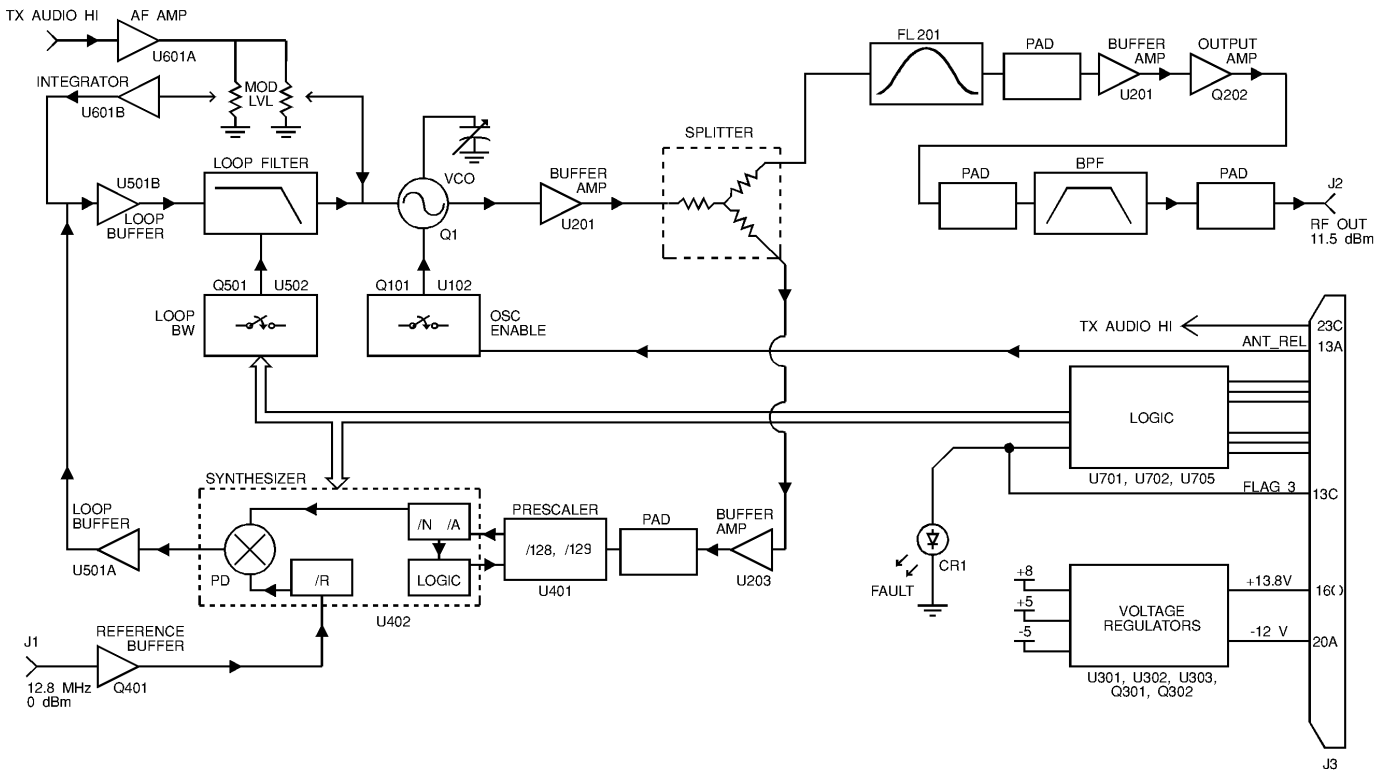 TX AUDIO HI
AF AMP
U601A
INTEGRATOR
U601B
MOD
LVL
FL201
PAD
BUFFER
AMP
U201
OUTPUT
AMP
Q202
SPLITTER
U501B
LOOP
BUFFER
LOOP FILTER
VCO
Q1
BUFFER
AMP
U201
PAD
BPF
PAD
J2
RF OUT
11.5 dBm
Q501 U502
LOOP
BW
Q101 U102
OSC
ENABLE
TX AUDIO HI
23C
ANT_REL
13A
LOGIC
U701, U702, U705
FLAG 3
13C
SYNTHESIZER
LOOP
BUFFER
U501A
PD
/N /A
LOGIC
/R
U402
PRESCALER
/128, /129
U401
PAD
BUFFER
AMP
U203
FAULT
CR1
+8
+5
-5
VOLTAGE
REGULATORS
U301, U302, U303,
Q301, Q302
+13.8V
16C
-12 V
20A
J1
REFERENCE
BUFFER
Q401
12.8 MHz
0 dBm
J3